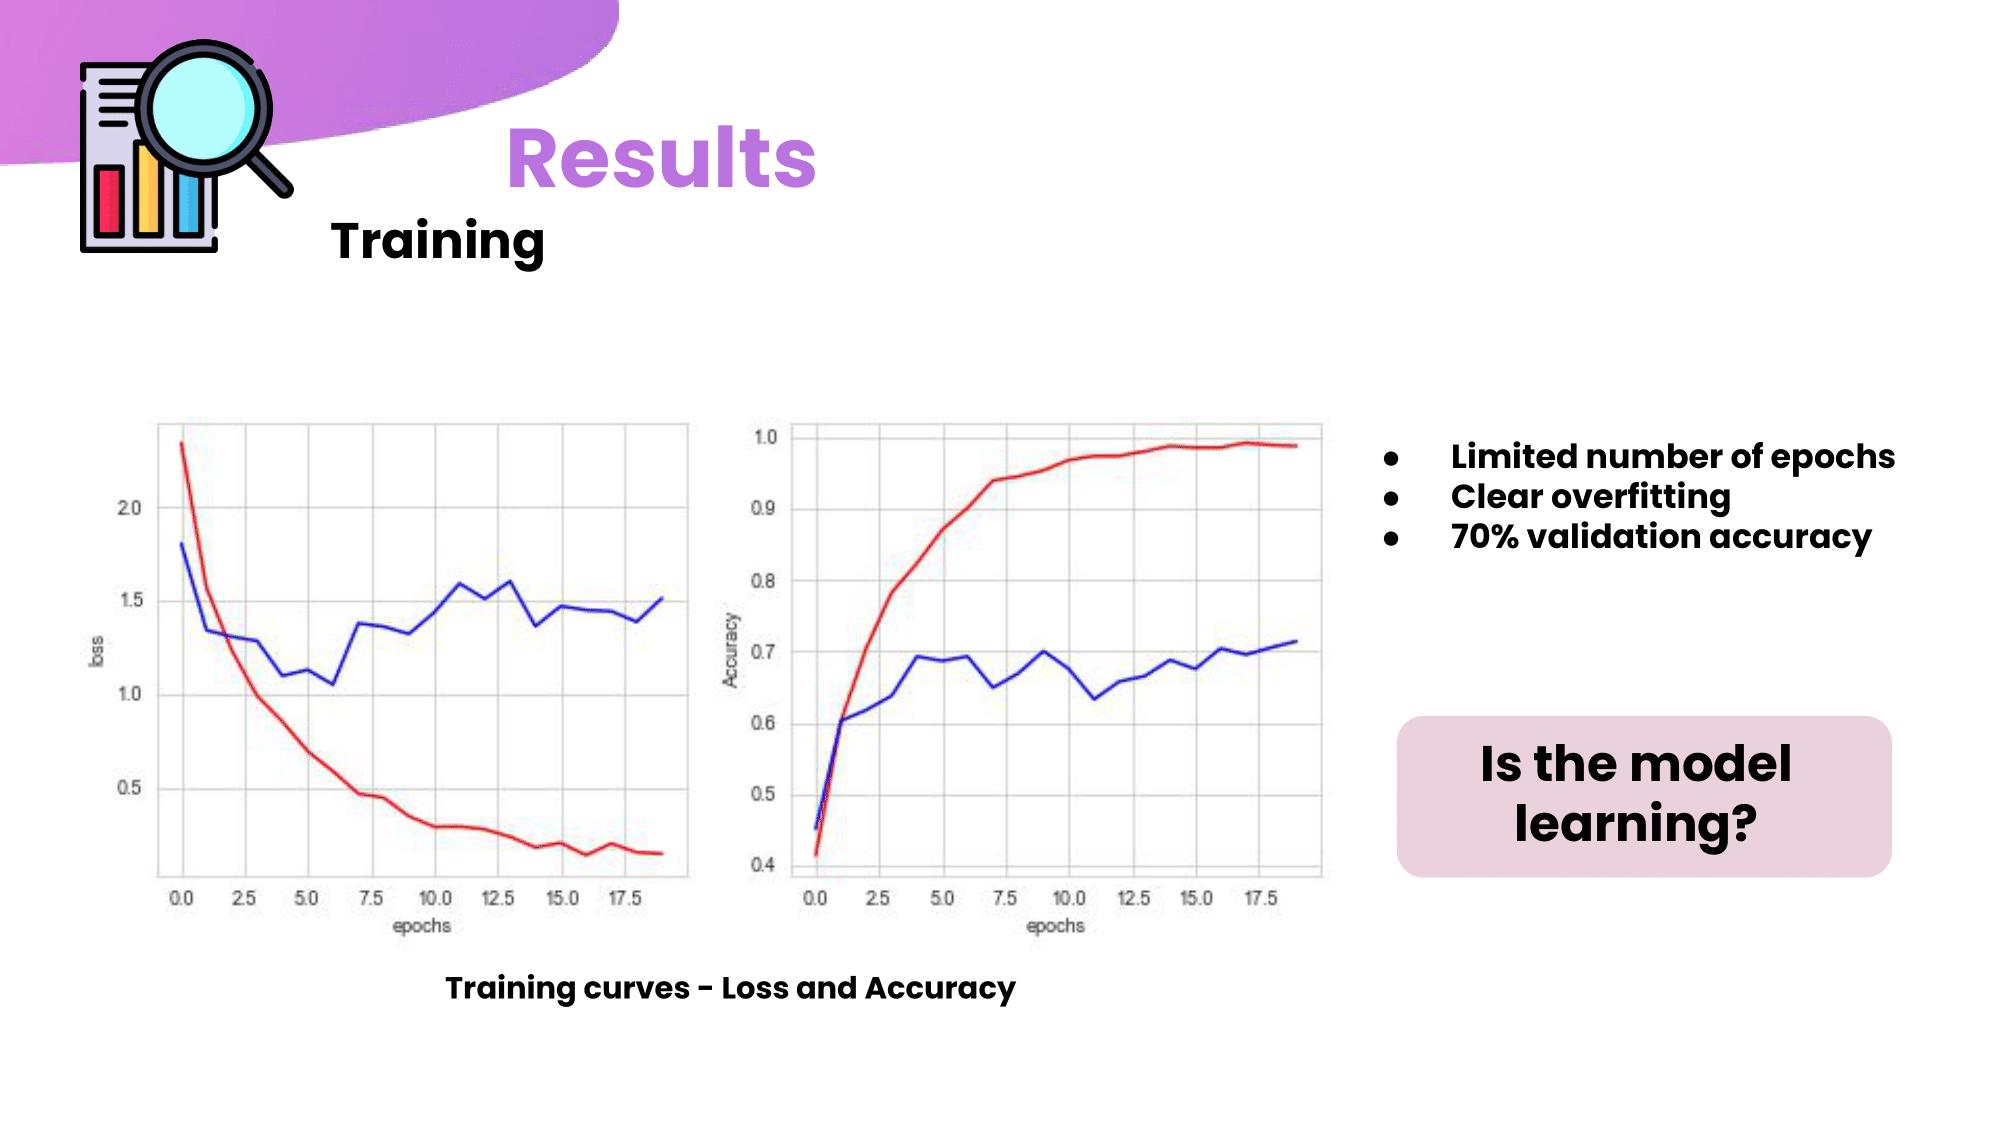 Results
Training
2.0
1.5
1.0
0.5
loss
0.0 2.5 5.0 7.5 10.0 12.5 15.0 17.5
epochs
1.0
0.9
0.8
0.7
0.6
0.5
0.4
Accuracy
0.0 2.5 5.0 7.5 10.0 12.5 15.0 17.5
epochs
Training curves - Loss and Accuracy
● Limited number of epochs
● Clear overfitting
● 70% validation accuracy
Is the model
learning?